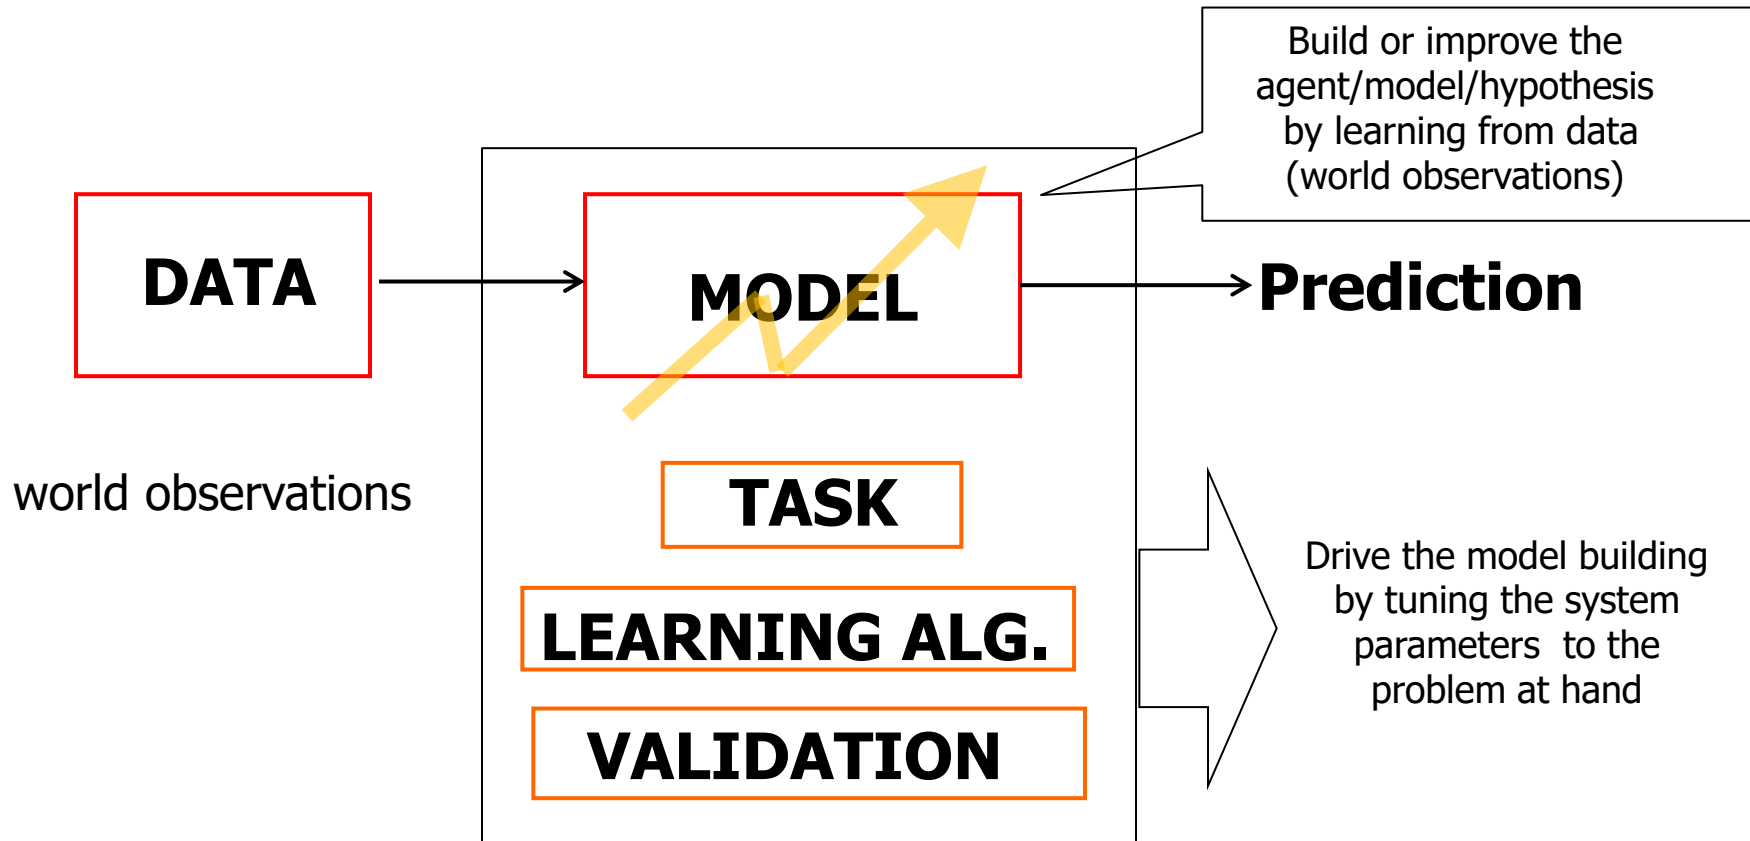 Build or improve the
agent/model/hypothesis
by learning from data
(world observations)
DATA
MODEL
Prediction
world observations
TASK
LEARNING ALG.
VALIDATION
Drive the model building
by tuning the system
parameters to the
problem at hand